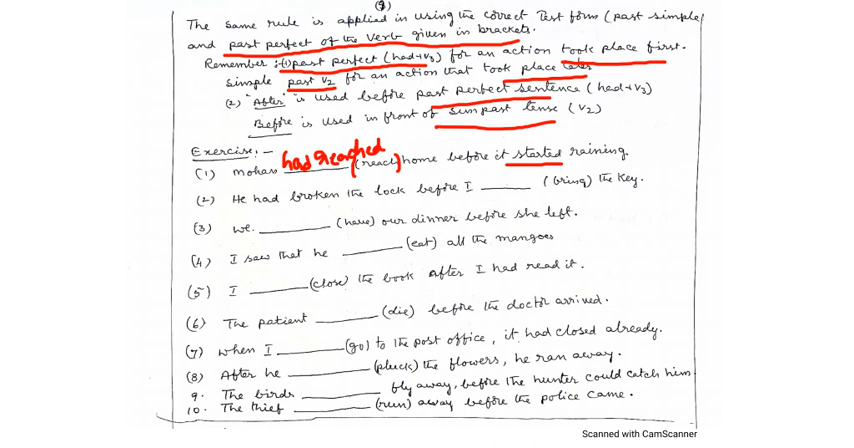 (9)
The same rule is applied in using the correct Test form (past simple
and past perfect of the Verb given in brackets.
Remember :- (1) past perfect (had+V3) for an action took place first.
Simple past V2 for an action that took place later
(2) "After" is used before past perfect sentence (had+V3)
Before is used in front of Sim past tense (V2)
Exercise :-
(1) Mohan had reached (reach) home before it started raining.
(2) He had broken the lock before I ______ (bring) the key.
(3) We. ______ (have) our dinner before she left.
(4) I saw that he ______ (eat) all the mangoes
(5) I ______ (close) the book After I had read it.
(6) The patient ______ (die) before the doctor arrived.
(7) When I ______ (go) to the post office, it had closed already.
(8) After he ______ (pluck) the flowers, he ran away.
9. The birds ______ fly away, before the hunter could catch him
10. The thief ______ (run) away before the police came.
Scanned with CamScanner